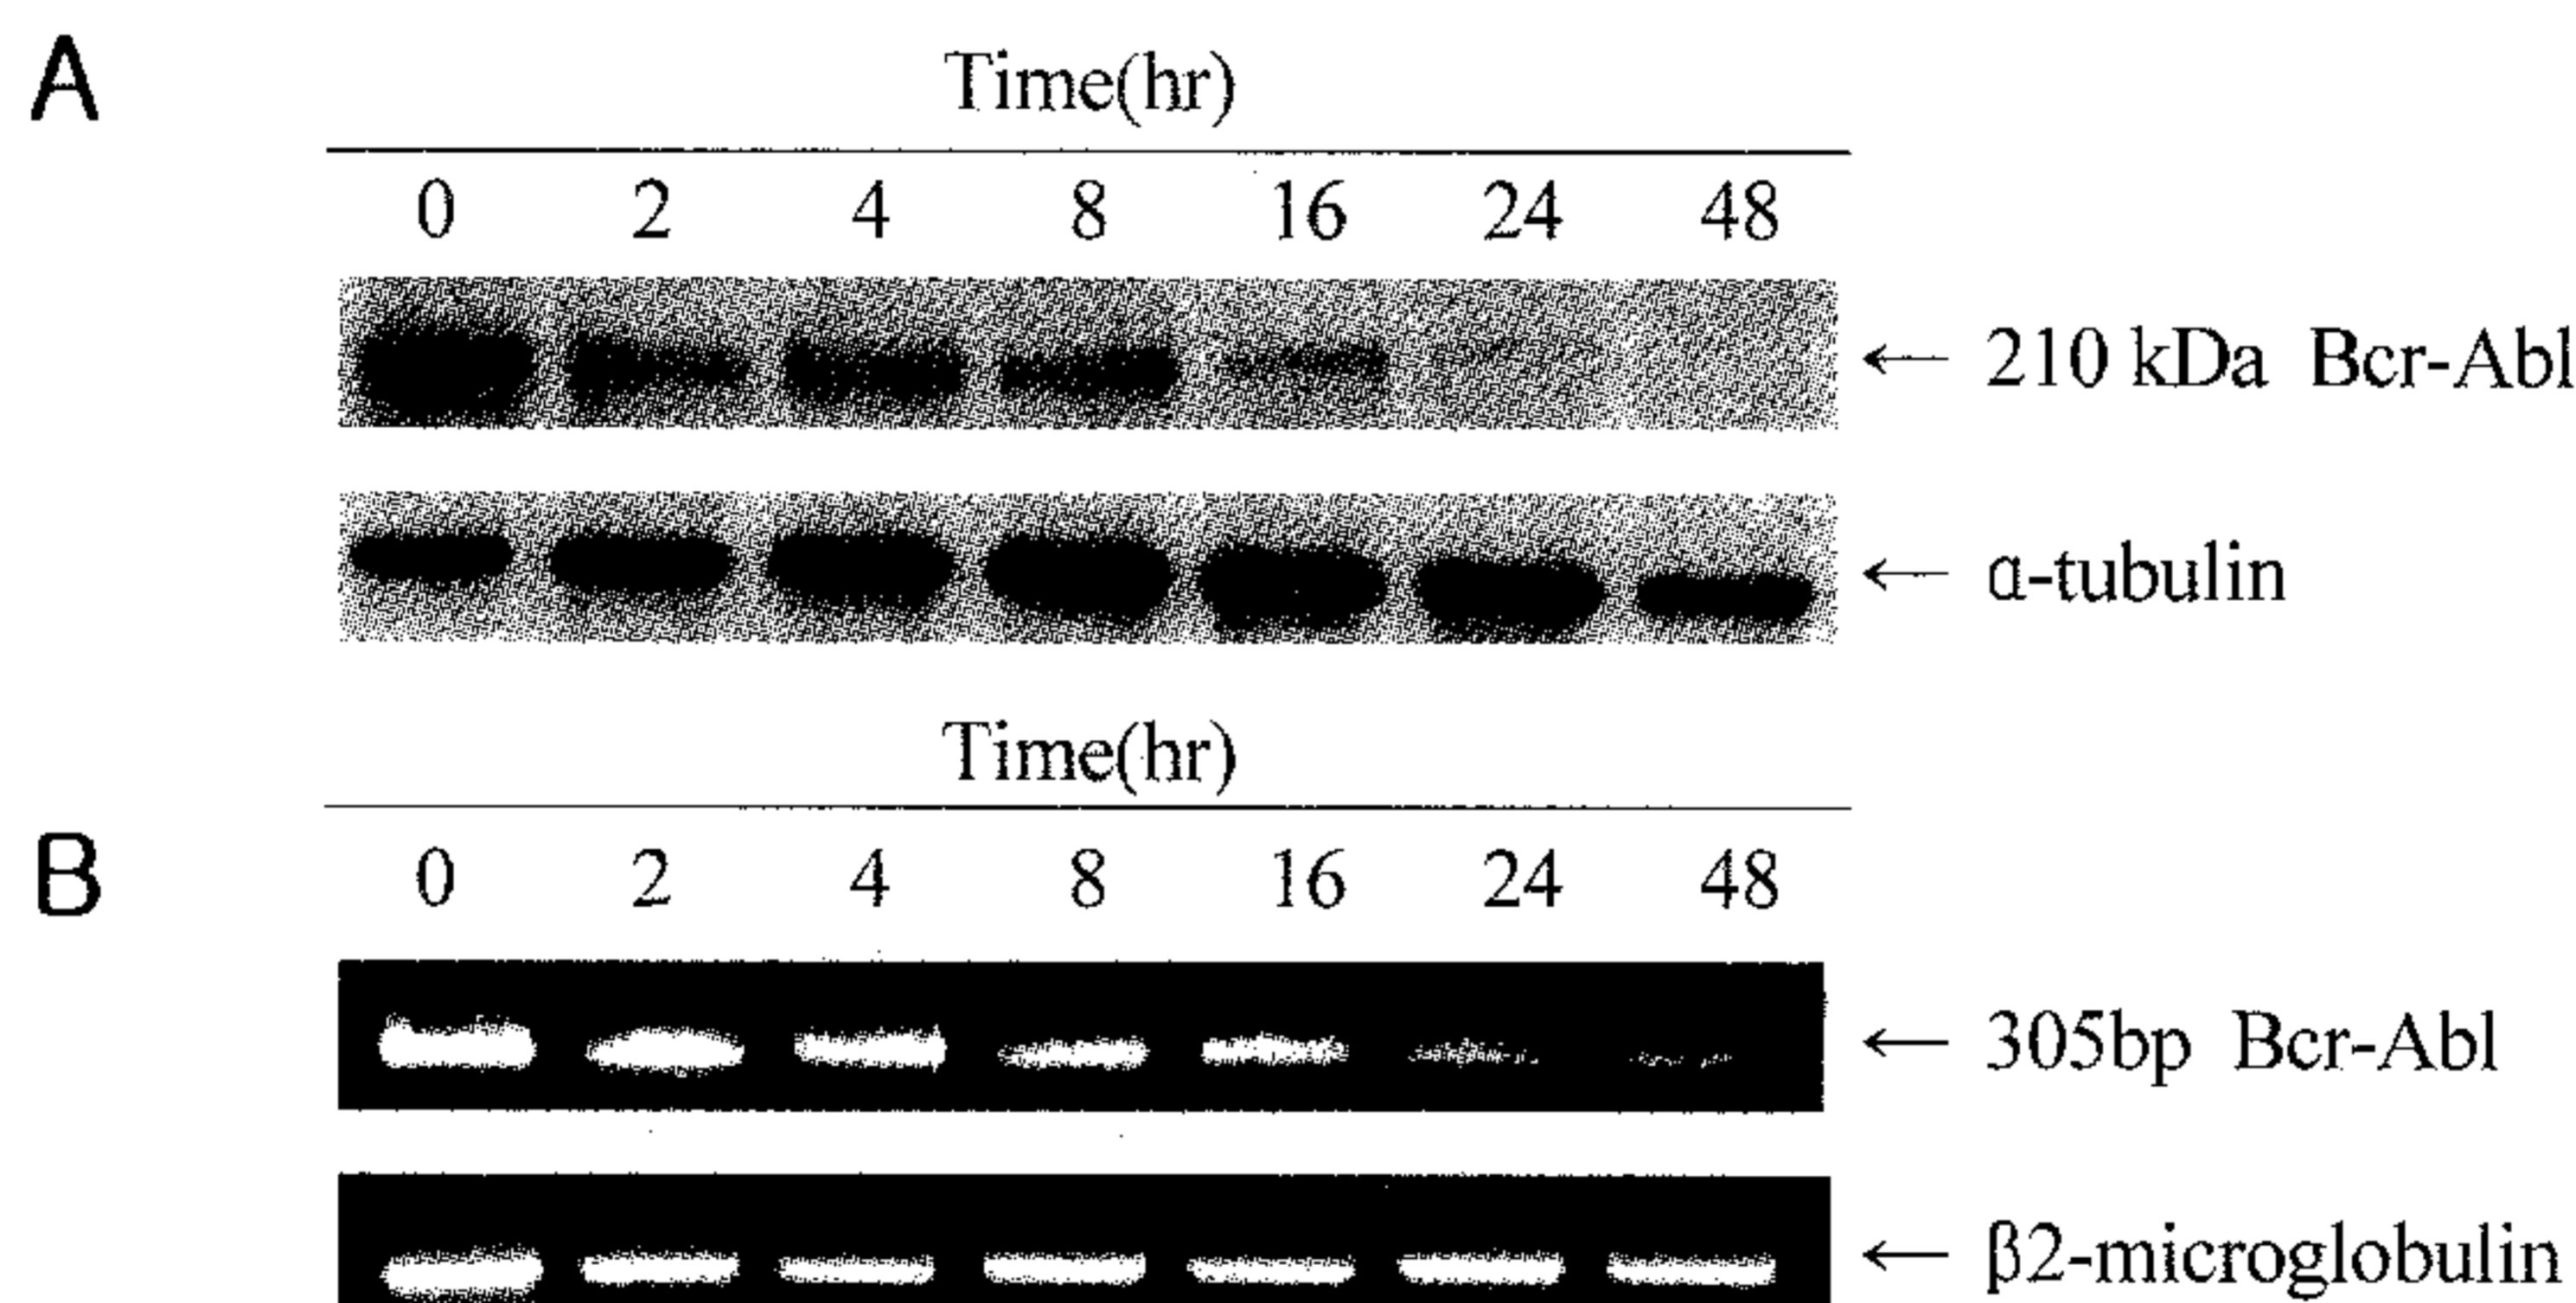 A
Time(hr)
0 2 4 8 16 24 48
210 kDa Bcr-Abl
α-tubulin
Time(hr)
B
0 2 4 8 16 24 48
305bp Bcr-Abl
β2-microglobulin